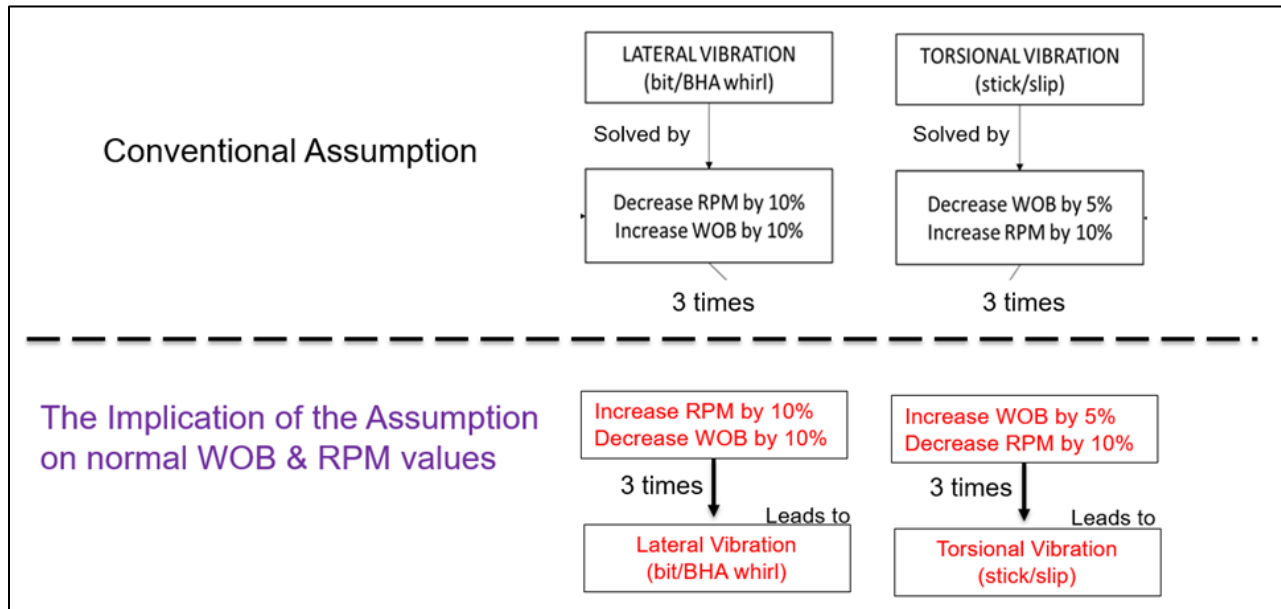 Conventional Assumption
LATERAL VIBRATION
(bit/BHA whirl)
Solved by
Decrease RPM by 10%
Increase WOB by 10%
3 times
TORSIONAL VIBRATION
(stick/slip)
Solved by
Decrease WOB by 5%
Increase RPM by 10%
3 times
The Implication of the Assumption
on normal WOB & RPM values
Increase RPM by 10%
Decrease WOB by 10%
3 times
Leads to
Lateral Vibration
(bit/BHA whirl)
Increase WOB by 5%
Decrease RPM by 10%
3 times
Leads to
Torsional Vibration
(stick/slip)